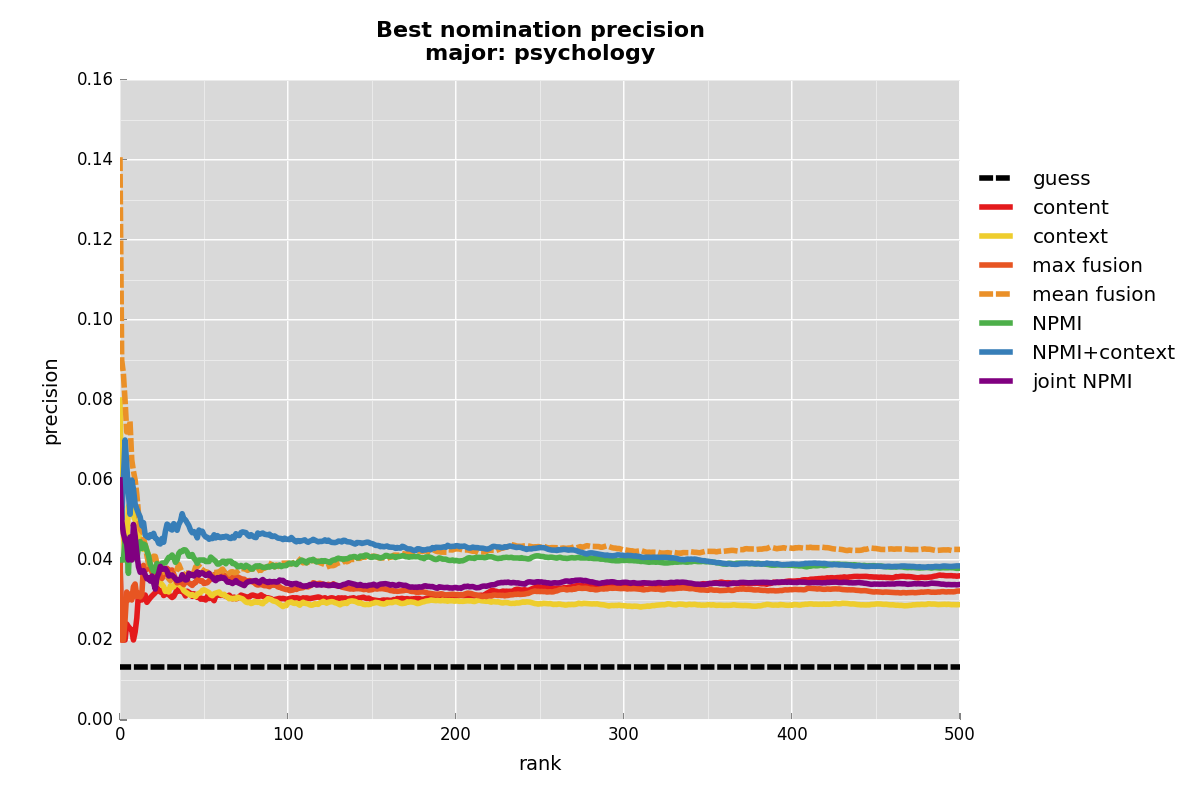 Best nomination precision
major: psychology
precision
0.16
0.14
0.12
0.10
0.08
0.06
0.04
0.02
0.00
0
100
200
300
400
500
rank
guess
content
context
max fusion
mean fusion
NPMI
NPMI+context
joint NPMI